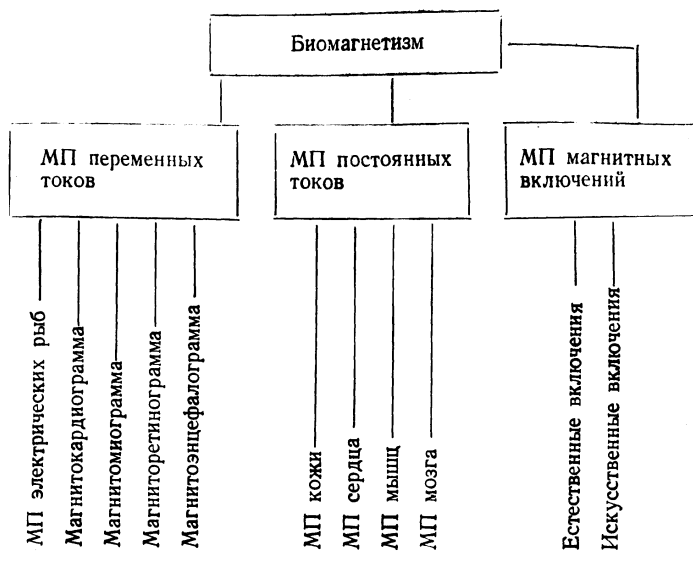 Биомагнетизм
МП переменных
токов
МП постоянных
токов
МП магнитных
включений
МП электрических рыб
Магнитокардиограмма
Магнитомиограмма
Магниторетинограмма
Магнитоэнцефалограмма
МП кожи
МП сердца
МП мышц
МП мозга
Естественные включения
Искусственные включения